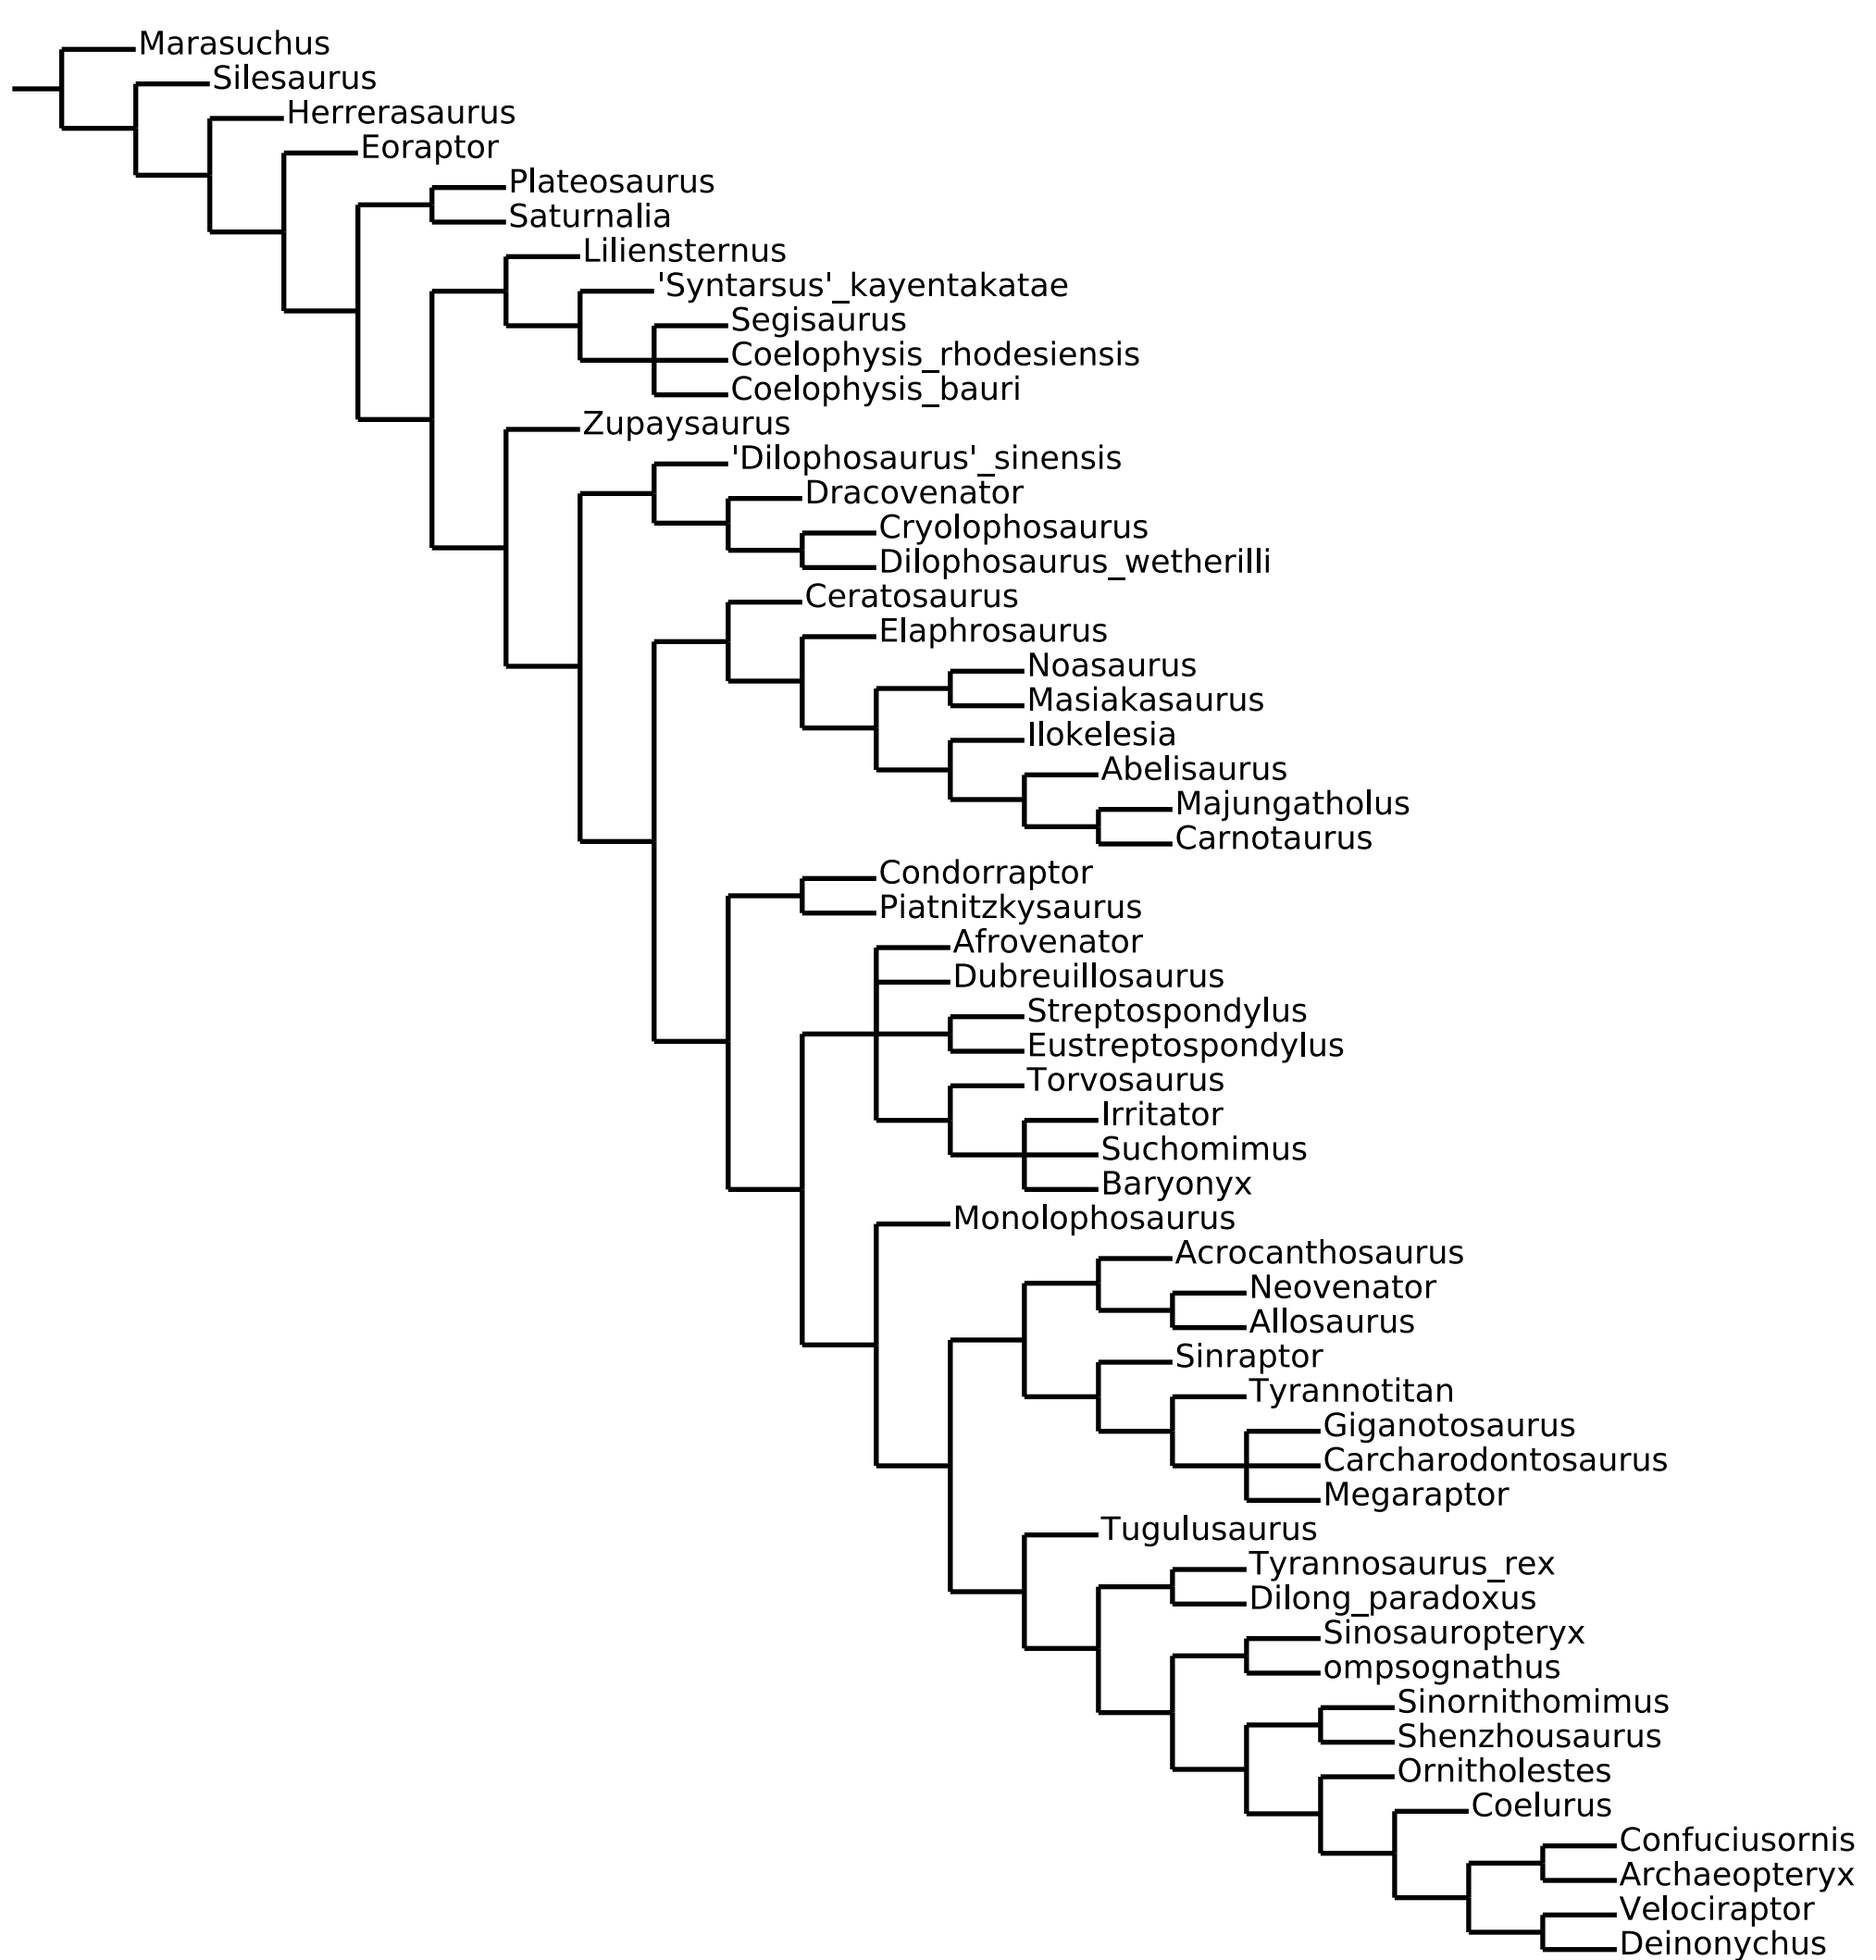 Marasuchus
Silesaurus
Herrerasaurus
Eoraptor
Plateosaurus
Saturnalia
Liliensternus
'Syntarsus'_kayentakatae
Segisaurus
Coelophysis_rhodesiensis
Coelophysis_bauri
Zupaysaurus
'Dilophosaurus'_sinensis
Dracovenator
Cryolophosaurus
Dilophosaurus_wetherilli
Ceratosaurus
Elaphrosaurus
Noasaurus
Masiakasaurus
Ilokelesia
Abelisaurus
Majungatholus
Carnotaurus
Condorraptor
Piatnitzkysaurus
Afrovenator
Dubreuillosaurus
Streptospondylus
Eustreptospondylus
Torvosaurus
Irritator
Suchomimus
Baryonyx
Monolophosaurus
Acrocanthosaurus
Neovenator
Allosaurus
Sinraptor
Tyrannotitan
Giganotosaurus
Carcharodontosaurus
Megaraptor
Tugulusaurus
Tyrannosaurus_rex
Dilong_paradoxus
Sinosauropteryx
ompsognathus
Sinornithomimus
Shenzhousaurus
Ornitholestes
Coelurus
Confuciusornis
Archaeopteryx
Velociraptor
Deinonychus